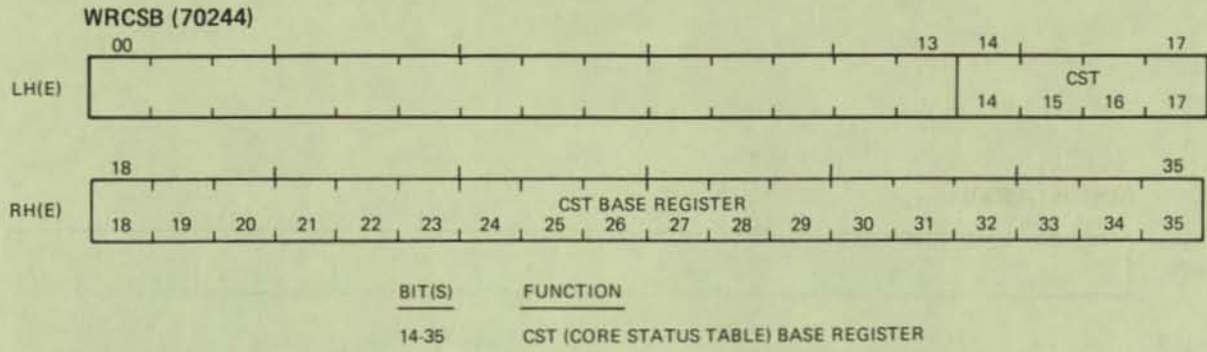 WRCSB (70244)
00 13 14 17
LH(E) CST
14 15 16 17
18 35
RH(E) CST BASE REGISTER
18 19 20 21 22 23 24 25 26 27 28 29 30 31 32 33 34 35
BIT(S) FUNCTION
14-35 CST (CORE STATUS TABLE) BASE REGISTER